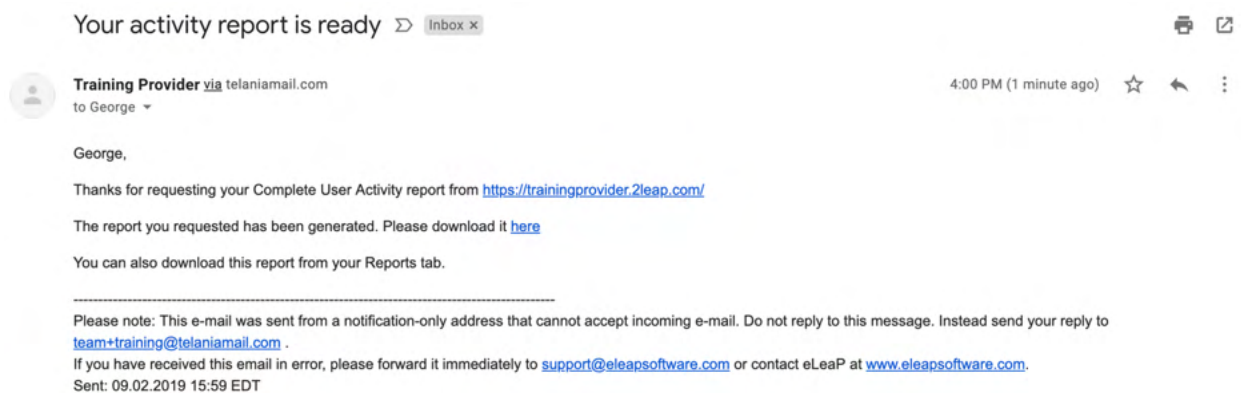 Your activity report is ready Inbox ×
Training Provider via telaniamail.com 4:00 PM (1 minute ago)
to George
George,
Thanks for requesting your Complete User Activity report from https://trainingprovider.2leap.com/
The report you requested has been generated. Please download it here
You can also download this report from your Reports tab.
------------------------------------------------------------------------------------------------
Please note: This e-mail was sent from a notification-only address that cannot accept incoming e-mail. Do not reply to this message. Instead send your reply to
team+training@telaniamail.com .
If you have received this email in error, please forward it immediately to support@eleapsoftware.com or contact eLeaP at www.eleapsoftware.com.
Sent: 09.02.2019 15:59 EDT